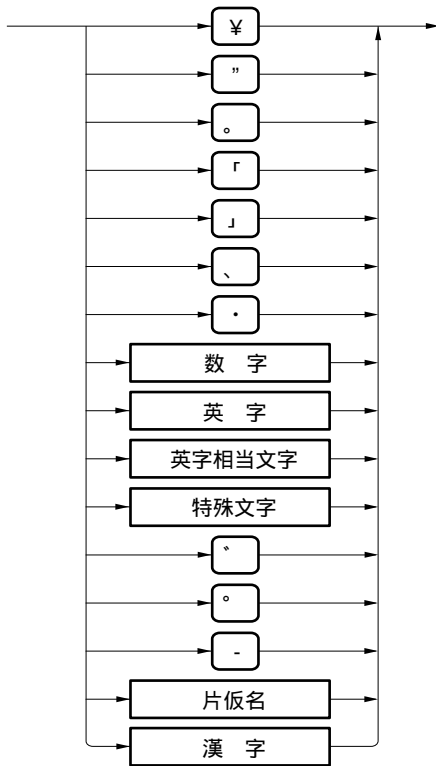 ¥
”
。
「
」
、
・
数　字
英　字
英字相当文字
特殊文字
゛
゜
-
片仮名
漢　字